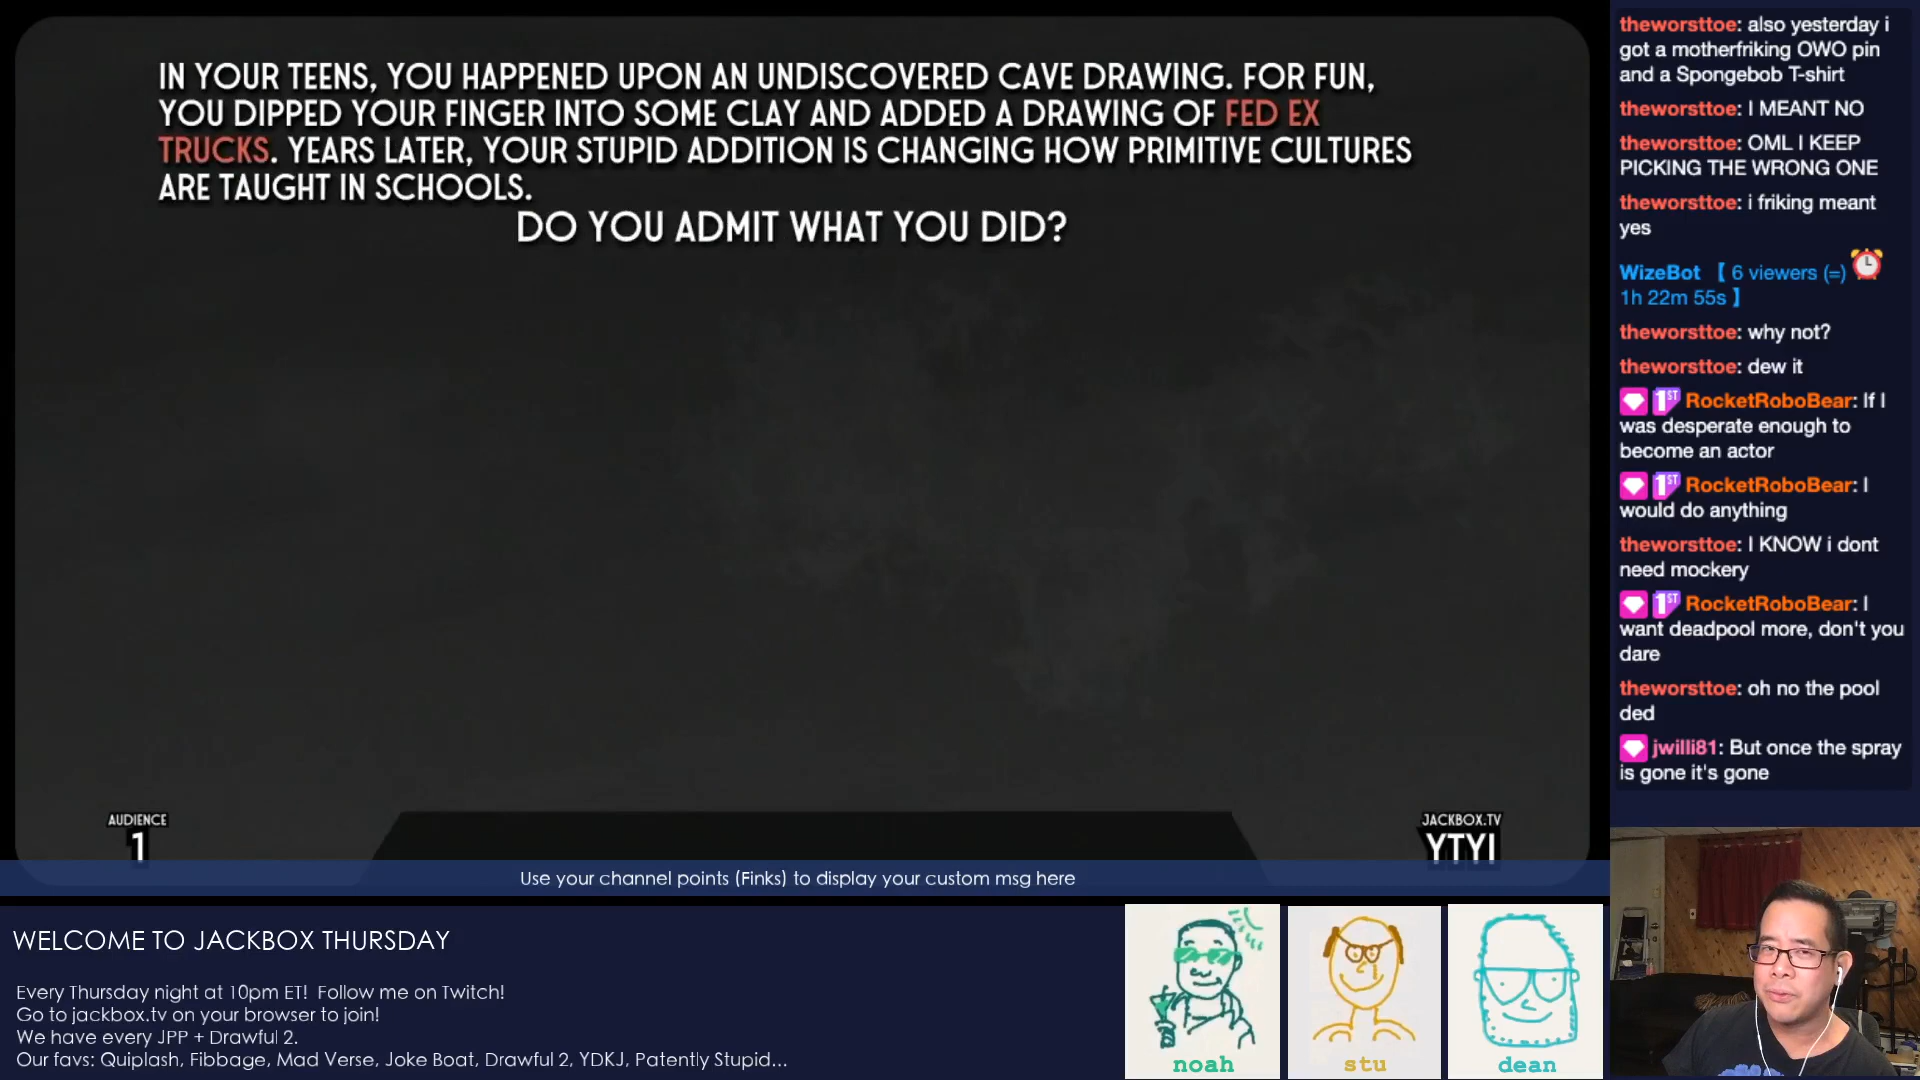 IN YOUR TEENS, YOU HAPPENED UPON AN UNDISCOVERED CAVE DRAWING. FOR FUN,
YOU DIPPED YOUR FINGER INTO SOME CLAY AND ADDED A DRAWING OF FED EX
TRUCKS. YEARS LATER, YOUR STUPID ADDITION IS CHANGING HOW PRIMITIVE CULTURES
ARE TAUGHT IN SCHOOLS.
DO YOU ADMIT WHAT YOU DID?
AUDIENCE
1
JACKBOX.TV
YTYI
Use your channel points (Finks) to display your custom msg here
WELCOME TO JACKBOX THURSDAY
Every Thursday night at 10pm ET! Follow me on Twitch!
Go to jackbox.tv on your browser to join!
We have every JPP + Drawful 2.
Our favs: Quiplash, Fibbage, Mad Verse, Joke Boat, Drawful 2, YDKJ, Patently Stupid...
noah
stu
dean
theworsttoe: also yesterday i
got a motherfriking OWO pin
and a Spongebob T-shirt
theworsttoe: I MEANT NO
theworsttoe: OML I KEEP
PICKING THE WRONG ONE
theworsttoe: i friking meant
yes
WizeBot 【 6 viewers (=)
1h 22m 55s 】
theworsttoe: why not?
theworsttoe: dew it
1ST RocketRoboBear: If I
was desperate enough to
become an actor
1ST RocketRoboBear: I
would do anything
theworsttoe: I KNOW i dont
need mockery
1ST RocketRoboBear: I
want deadpool more, don't you
dare
theworsttoe: oh no the pool
ded
jwilli81: But once the spray
is gone it's gone